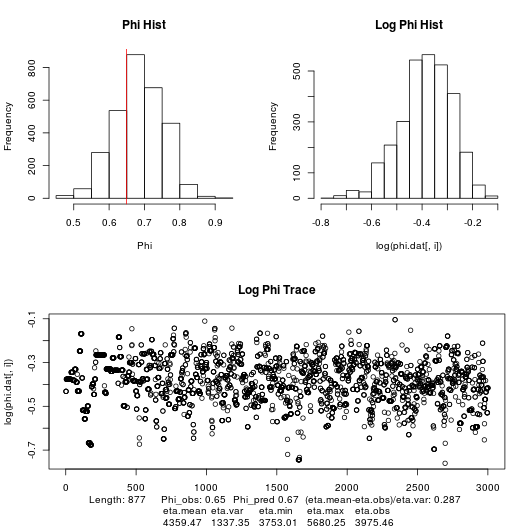 Phi Hist
Log Phi Hist
Frequency
0 200 400 600 800
0.5 0.6 0.7 0.8 0.9
Phi
Frequency
0 100 300 500
-0.8 -0.6 -0.4 -0.2
log(phi.dat[, i])
Log Phi Trace
log(phi.dat[, i])
-0.7 -0.5 -0.3 -0.1
0 500 1000 1500 2000 2500 3000
Length: 877 Phi_obs: 0.65 Phi_pred 0.67 (eta.mean-eta.obs)/eta.var: 0.287
eta.mean eta.var eta.min eta.max eta.obs
4359.47 1337.35 3753.01 5680.25 3975.46